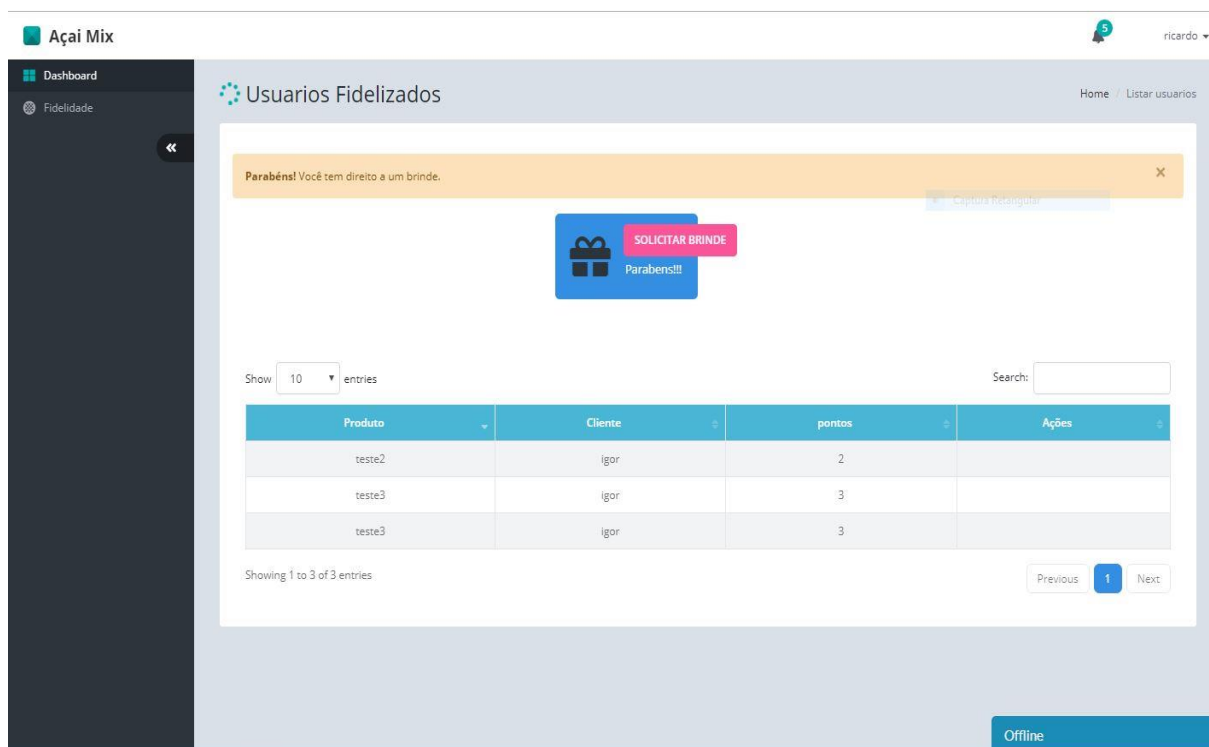 Açai Mix
5
ricardo
Dashboard
Fidelidade
Usuarios Fidelizados
Home / Listar usuarios
Parabéns! Você tem direito a um brinde.
×
Captura Retangular
SOLICITAR BRINDE
Parabens!!!
Show 10 entries
Search:
Produto Cliente pontos Ações
teste2 igor 2
teste3 igor 3
teste3 igor 3
Showing 1 to 3 of 3 entries
Previous 1 Next
Offline